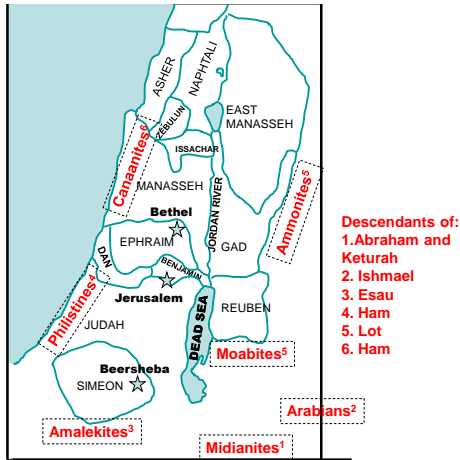 ASHER
NAPHTALI
ZEBULUN
EAST
MANASSEH
Canaanites⁶
ISSACHAR
MANASSEH
Ammonites⁵
Bethel
JORDAN RIVER
EPHRAIM
GAD
DAN
BENJAMIN
Jerusalem
Philistines⁴
JUDAH
DEAD SEA
REUBEN
Moabites⁵
Beersheba
SIMEON
Arabians²
Amalekites³
Midianites¹
Descendants of:
1.Abraham and
Keturah
2. Ishmael
3. Esau
4. Ham
5. Lot
6. Ham